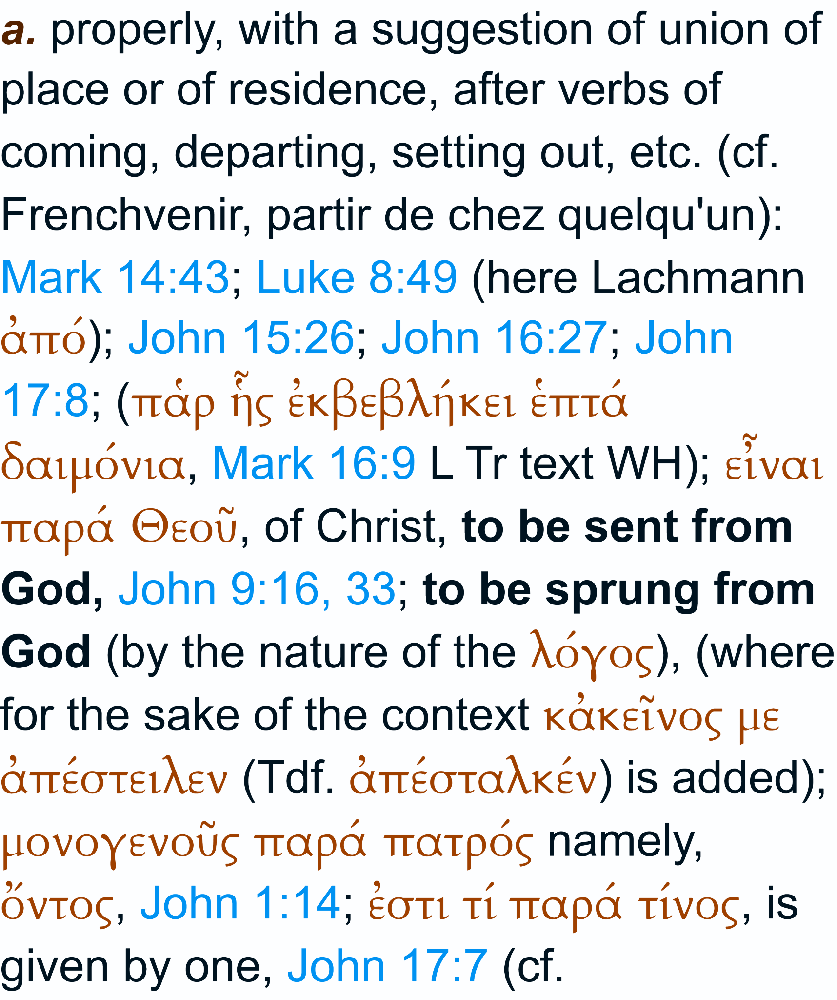 a. properly, with a suggestion of union of
place or of residence, after verbs of
coming, departing, setting out, etc. (cf.
Frenchvenir, partir de chez quelqu'un):
Mark 14:43; Luke 8:49 (here Lachmann
ἀπό); John 15:26; John 16:27; John
17:8; (πἀρ ἧς ἐκβεβλήκει ἑπτά
δαιμόνια, Mark 16:9 L Tr text WH); εἶναι
παρά Θεοῦ, of Christ, to be sent from
God, John 9:16, 33; to be sprung from
God (by the nature of the λόγος), (where
for the sake of the context κἀκεῖνος με
ἀπέστειλεν (Tdf. ἀπέσταλκέν) is added);
μονογενοῦς παρά πατρός namely,
ὄντος, John 1:14; ἐστι τί παρά τίνος, is
given by one, John 17:7 (cf.